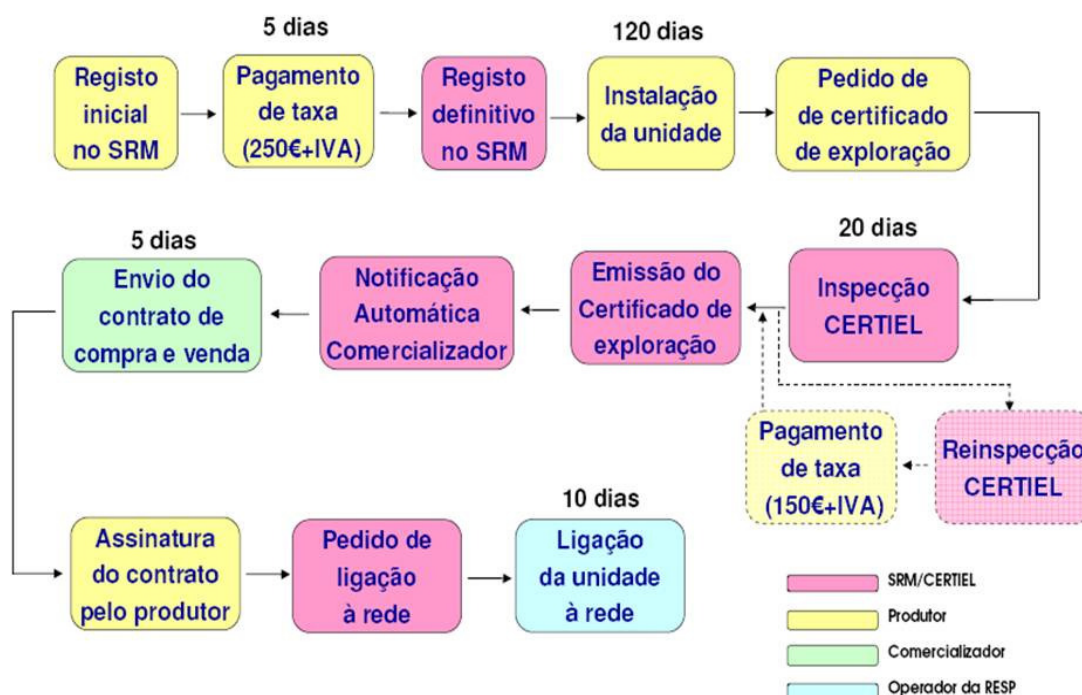 5 dias
120 dias
Registo
inicial
no SRM
Pagamento
de taxa
(250€+IVA)
Registo
definitivo
no SRM
Instalação
da unidade
Pedido de
de certificado
de exploração
5 dias
20 dias
Envio do
contrato de
compra e venda
Notificação
Automática
Comercializador
Emissão do
Certificado de
exploração
Inspecção
CERTIEL
Pagamento
de taxa
(150€+IVA)
Reinspecção
CERTIEL
10 dias
Assinatura
do contrato
pelo produtor
Pedido de
ligação
à rede
Ligação
da unidade
à rede
SRM/CERTIEL
Produtor
Comercializador
Operador da RESP